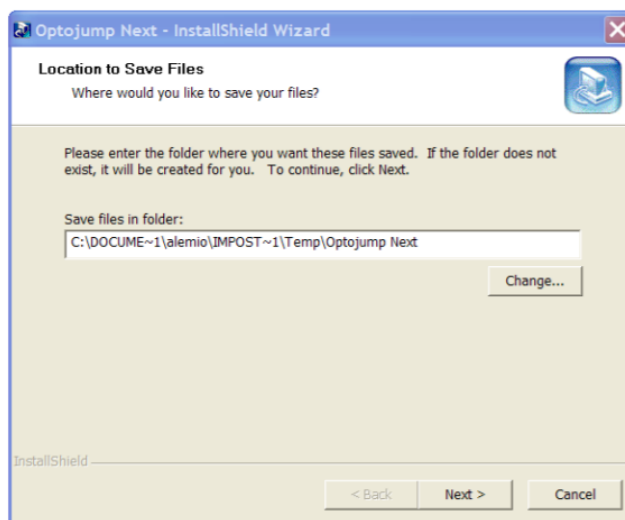 Optojump Next - InstallShield Wizard
Location to Save Files
Where would you like to save your files?
Please enter the folder where you want these files saved.  If the folder does not
exist, it will be created for you.   To continue, click Next.
Save files in folder:
C:\DOCUME~1\alemio\IMPOST~1\Temp\Optojump Next
Change...
InstallShield
< Back
Next >
Cancel